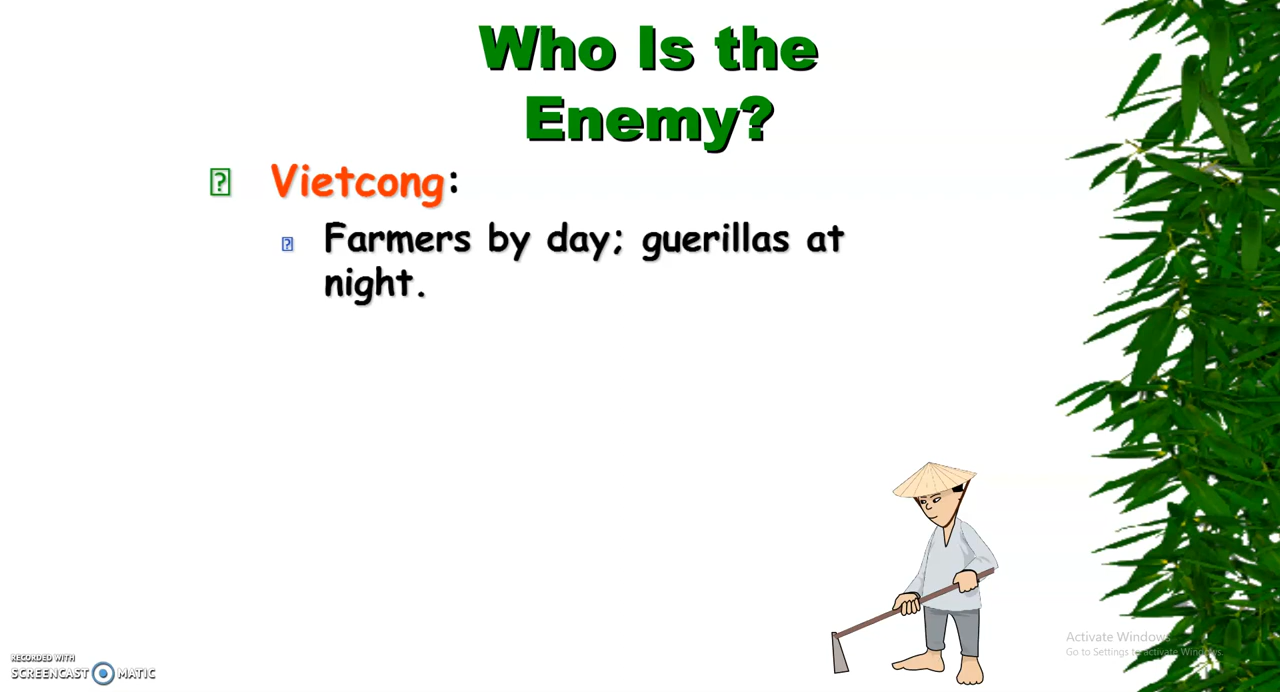 Who Is the
Enemy?
Vietcong:
Farmers by day; guerillas at
night.
Activate Windows
Go to Settings to activate Windows.
RECORDED WITH
SCREENCAST MATIC